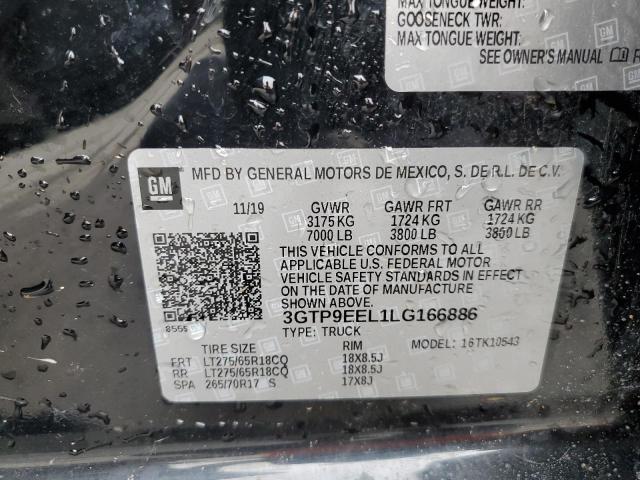 MAX TONGUE WEIGHT:
GOOSENECK TWR:
MAX TONGUE WEIGHT:
SEE OWNER'S MANUAL
GM
MFD BY GENERAL MOTORS DE MEXICO, S. DE R.L. DE C.V.
11/19 GVWR GAWR FRT GAWR RR
3175 KG 1724 KG 1724 KG
7000 LB 3800 LB 3800 LB
THIS VEHICLE CONFORMS TO ALL
APPLICABLE U.S. FEDERAL MOTOR
VEHICLE SAFETY STANDARDS IN EFFECT
ON THE DATE OF MANUFACTURE
SHOWN ABOVE.
8555 3GTP9EEL1LG166886
TYPE: TRUCK MODEL: 16TK10543
TIRE SIZE RIM
FRT LT275/65R18CQ 18X8.5J
RR LT275/65R18CQ 18X8.5J
SPA 265/70R17 S 17X8J